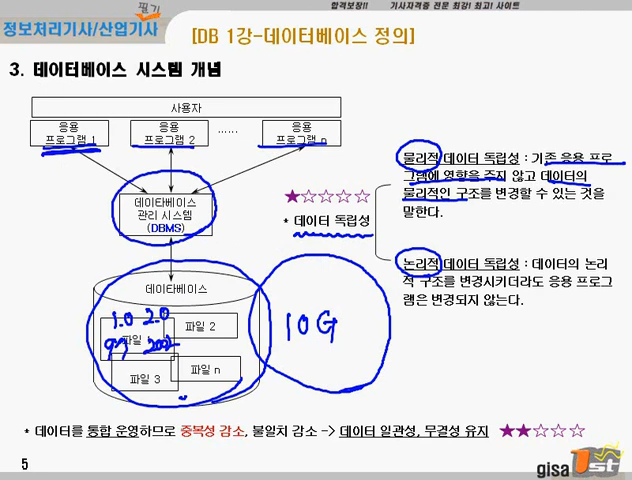 합격보장!! 기사자격증 전문 최강! 최고! 사이트
필기
정보처리기사/산업기사
[DB 1강-데이터베이스 정의]
3. 데이터베이스 시스템 개념
사용자
응용
프로그램 1
응용
프로그램 2
......
응용
프로그램 n
데이타베이스
관리 시스템
(DBMS)
★☆☆☆☆
* 데이터 독립성
물리적 데이터 독립성 : 기존 응용 프로
그램에 영향을 주지 않고 데이터의
물리적인 구조를 변경할 수 있는 것을
말한다.
논리적 데이터 독립성 : 데이터의 논리
적 구조를 변경시키더라도 응용 프로그
램은 변경되지 않는다.
데이타베이스
1.0 2.0
파일 2
파일 1
파일 3
파일 n
10G
* 데이터를 통합 운영하므로 중복성 감소, 불일치 감소 -> 데이터 일관성, 무결성 유지 ★★☆☆☆
5
gisa 1st